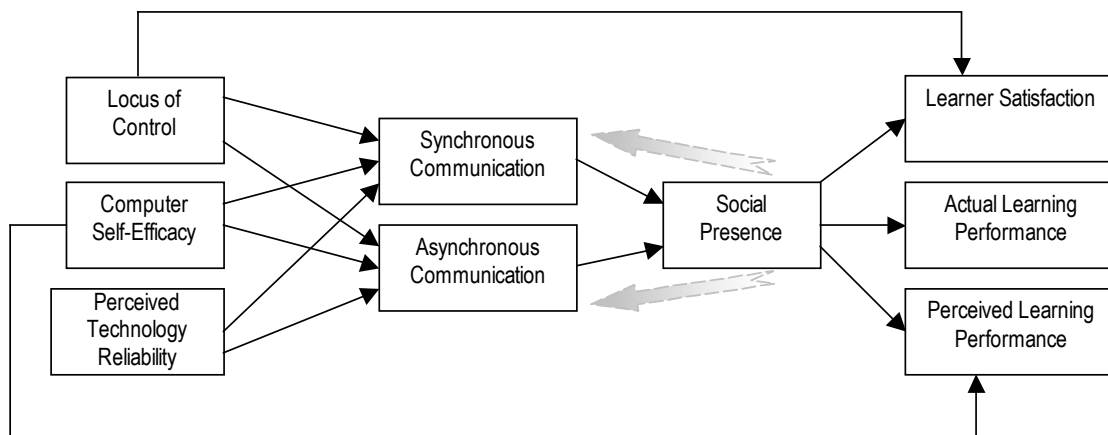 Locus of
Control
Computer
Self-Efficacy
Perceived
Technology
Reliability
Synchronous
Communication
Asynchronous
Communication
Social
Presence
Learner Satisfaction
Actual Learning
Performance
Perceived Learning
Performance